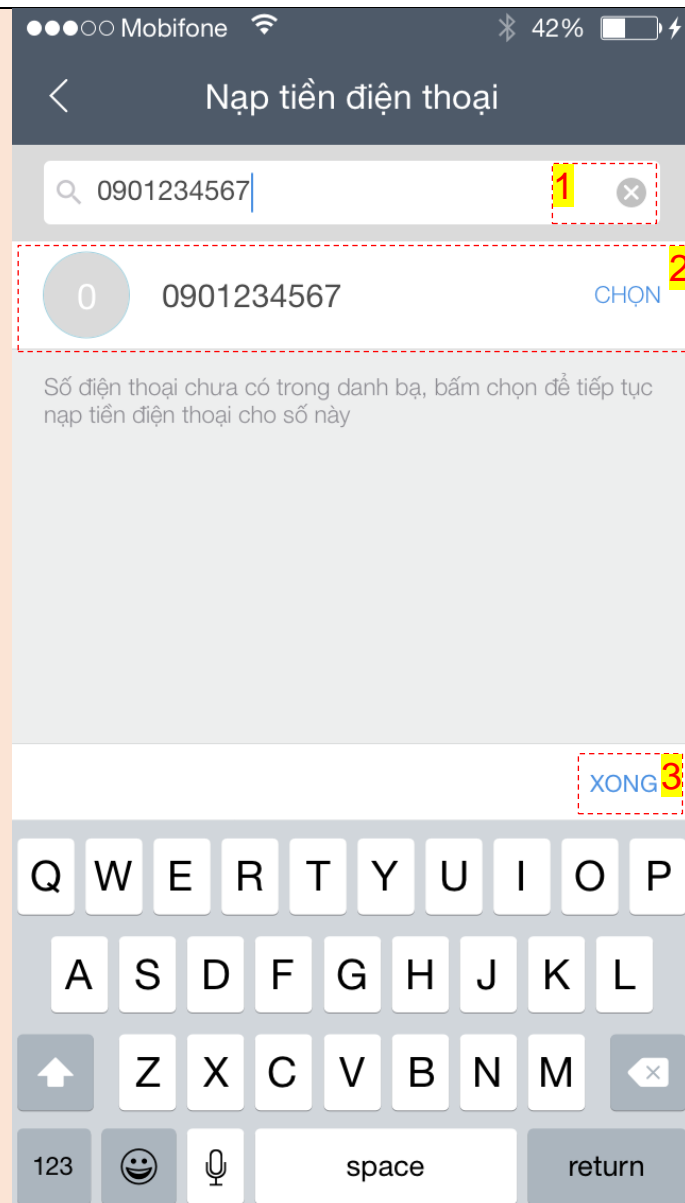 Mobifone 42%
Nạp tiền điện thoại
0901234567 1
2
0 0901234567 CHỌN
Số điện thoại chưa có trong danh bạ, bấm chọn để tiếp tục
nạp tiền điện thoại cho số này
XONG 3
Q W E R T Y U I O P
A S D F G H J K L
Z X C V B N M
123 space return